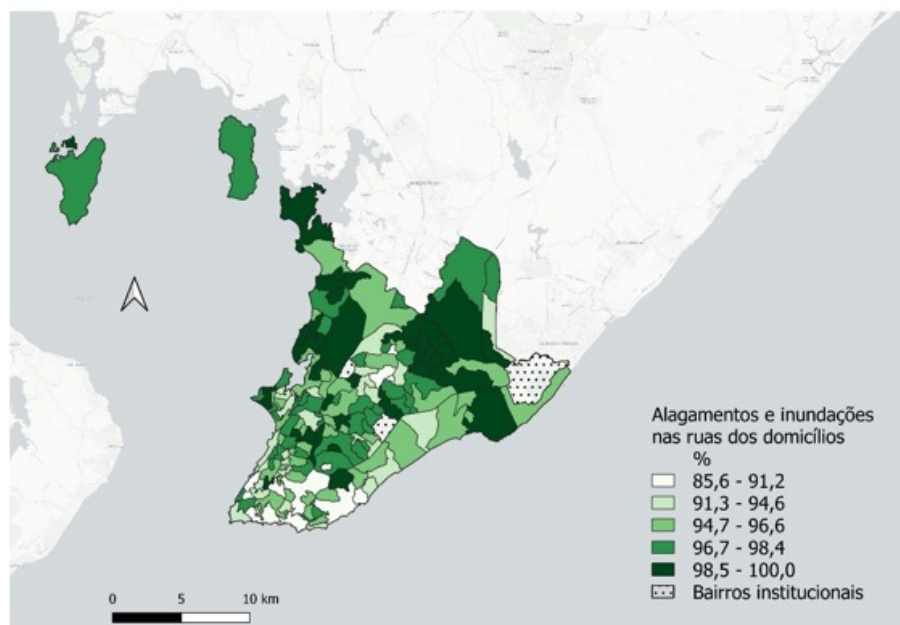 Alagamentos e inundações
nas ruas dos domicílios
%
85,6 - 91,2
91,3 - 94,6
94,7 - 96,6
96,7 - 98,4
98,5 - 100,0
Bairros institucionais
0 5 10 km